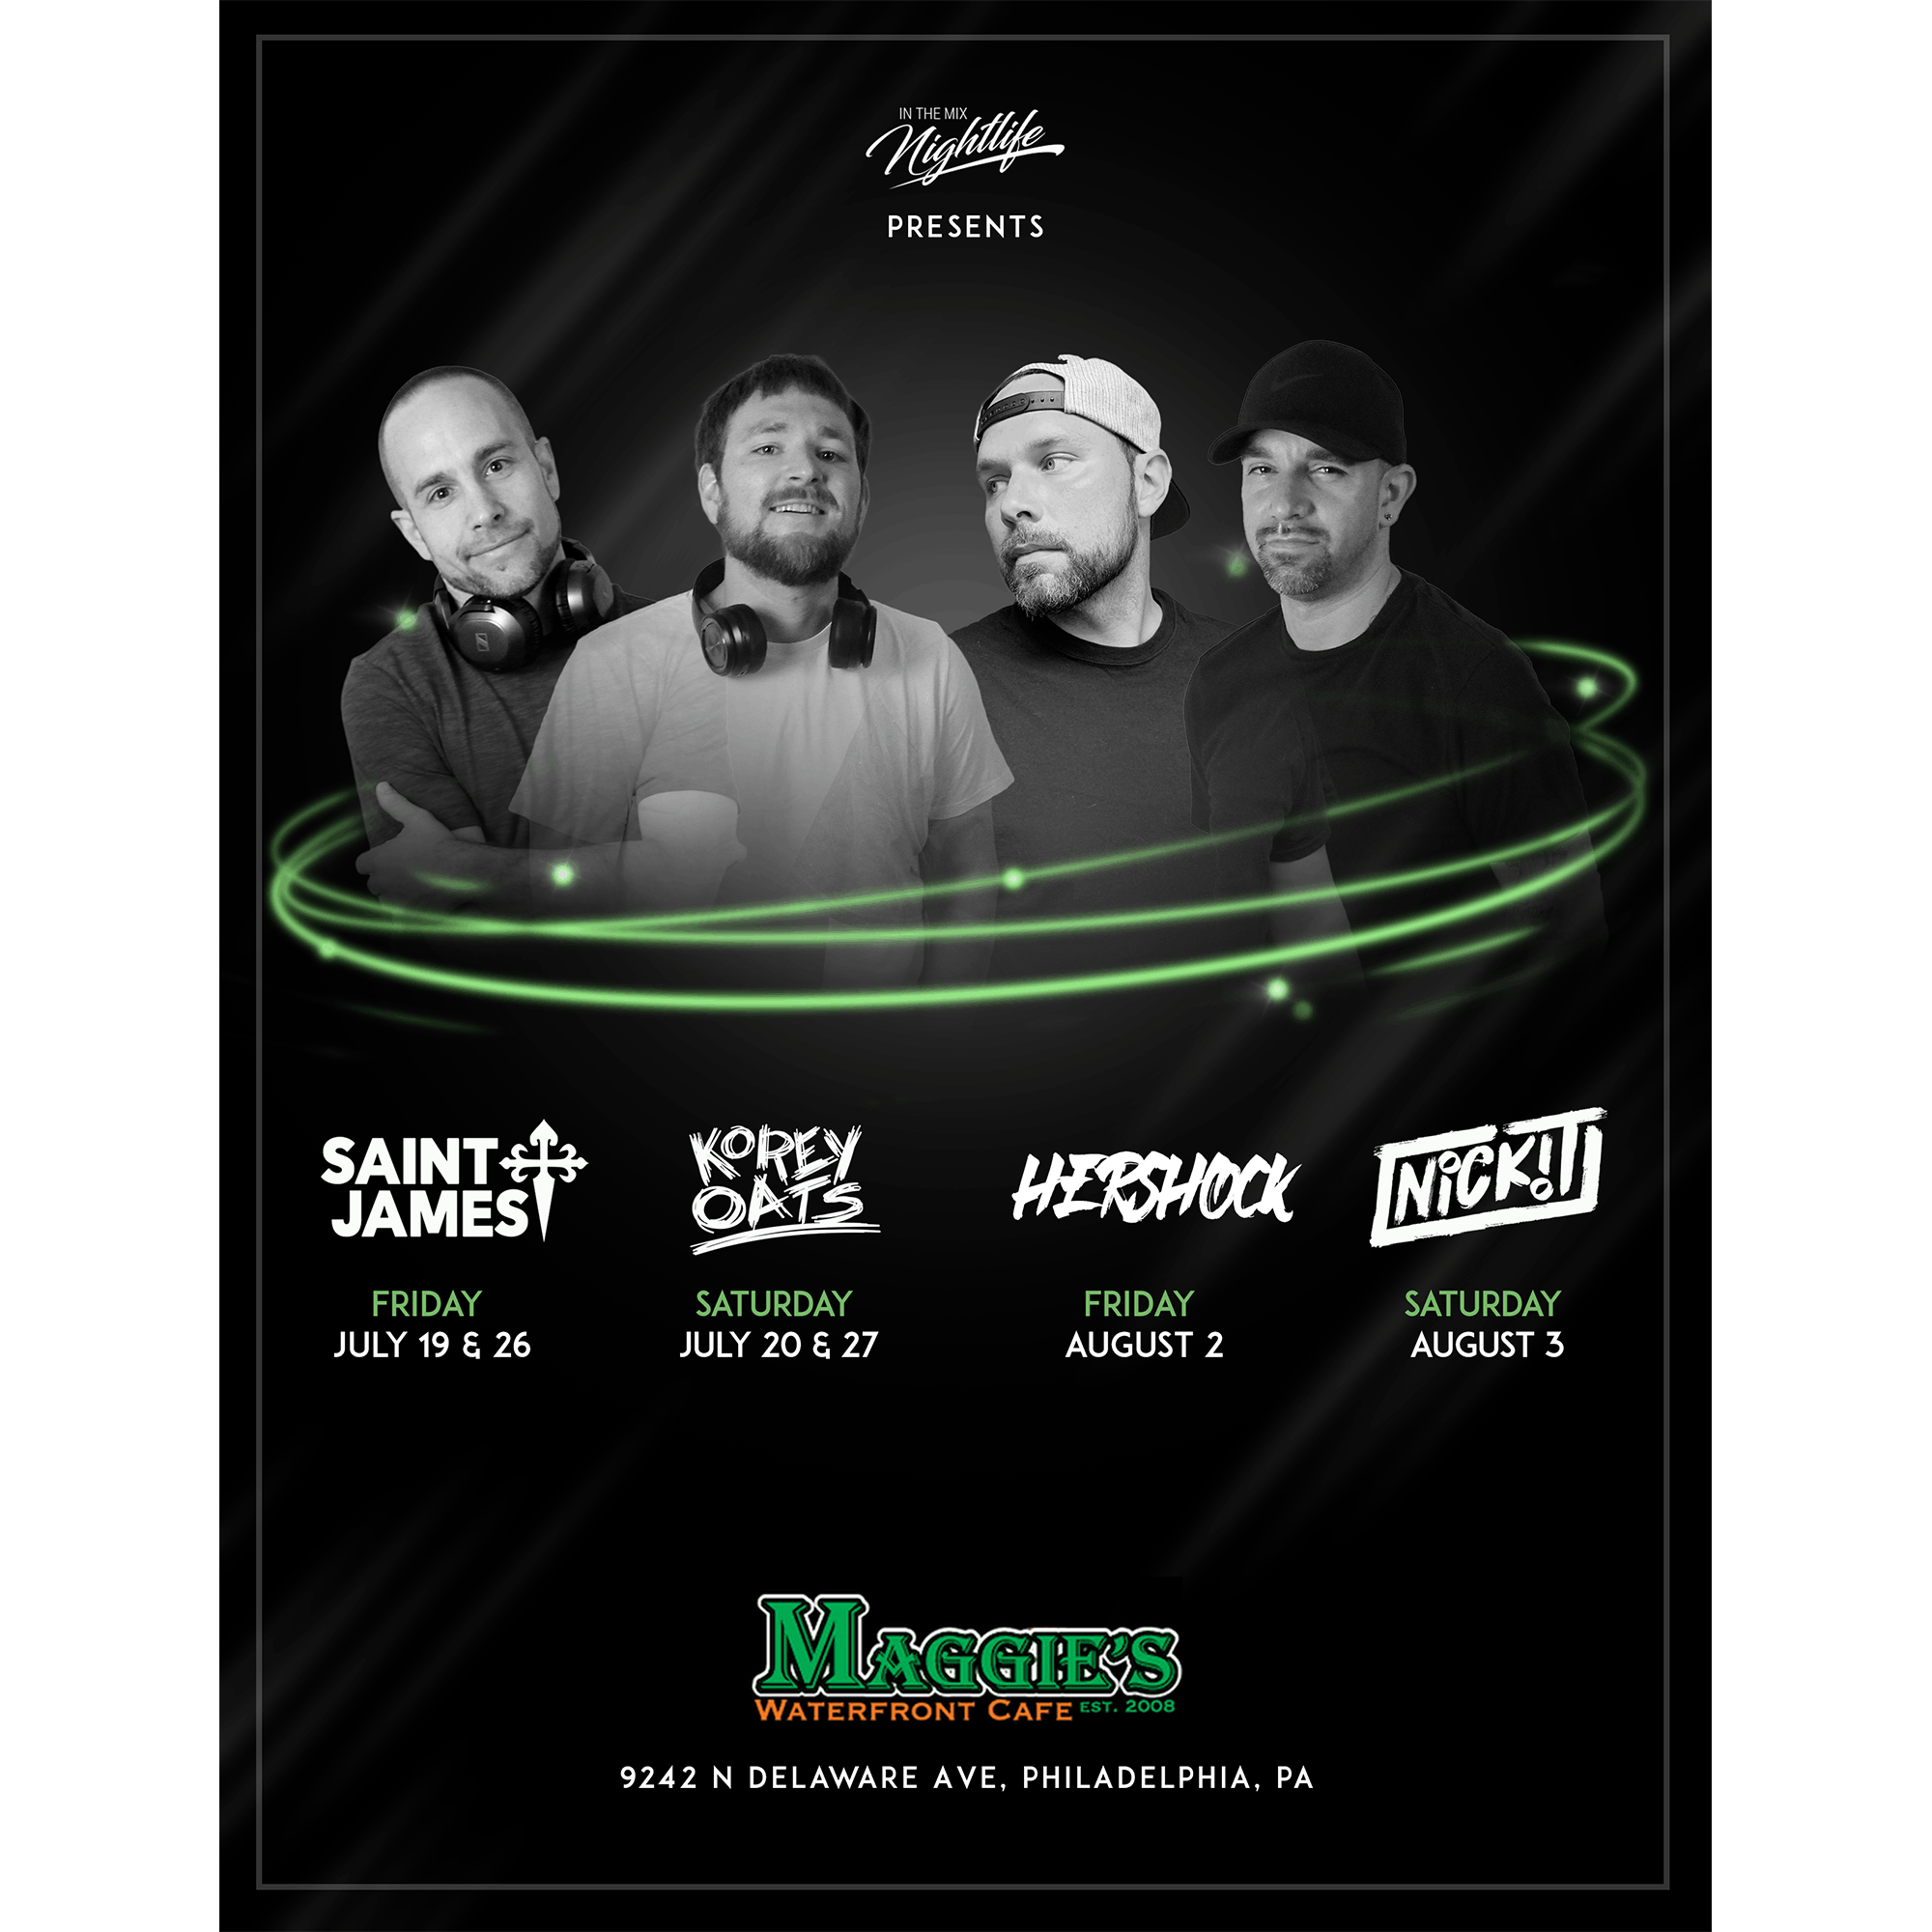 IN THE MIX
Nightlife
PRESENTS
SAINT
JAMES
KOREY
OATS
HERSHOCK
NiCK!T
FRIDAY
JULY 19 & 26
SATURDAY
JULY 20 & 27
FRIDAY
AUGUST 2
SATURDAY
AUGUST 3
MAGGIE'S
WATERFRONT CAFE EST. 2008
9242 N DELAWARE AVE, PHILADELPHIA, PA